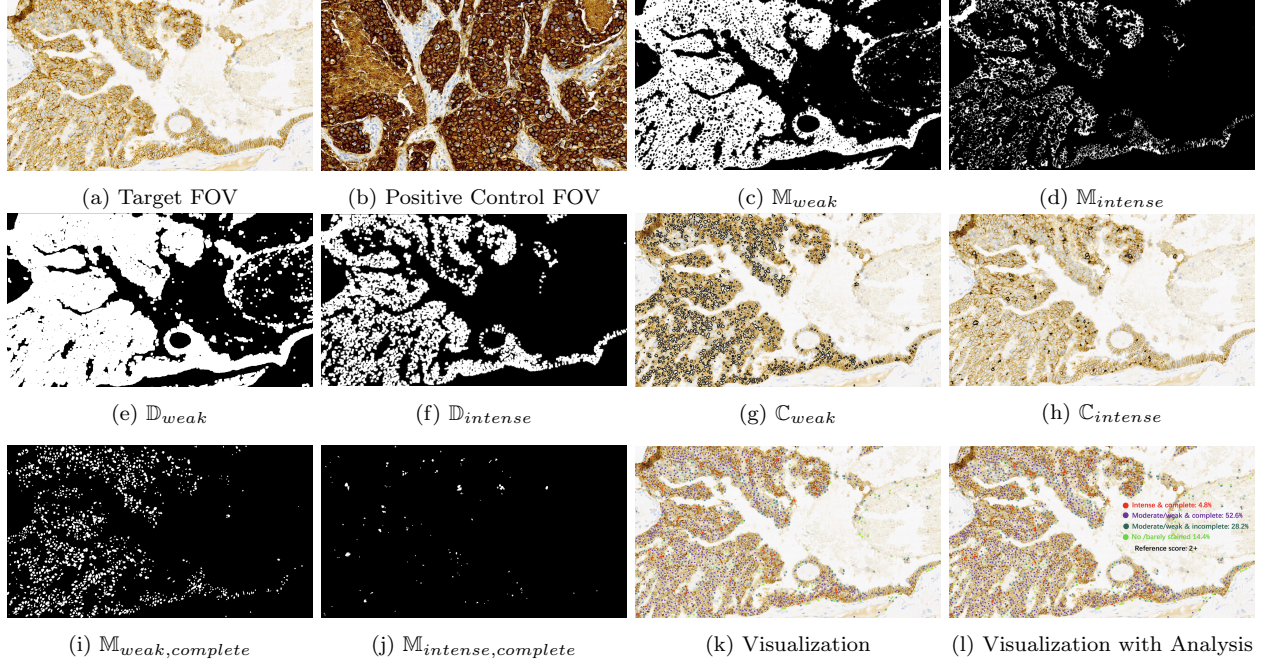 (a) Target FOV
(b) Positive Control FOV
(c) 𝕄weak
(d) 𝕄intense
(e) 𝔻weak
(f) 𝔻intense
(g) ℂweak
(h) ℂintense
Intense & complete: 4.8%
Moderate/weak & complete: 52.6%
Moderate/weak & incomplete: 28.2%
No /barely stained 14.4%
Reference score: 2+
(i) 𝕄weak,complete
(j) 𝕄intense,complete
(k) Visualization
(l) Visualization with Analysis